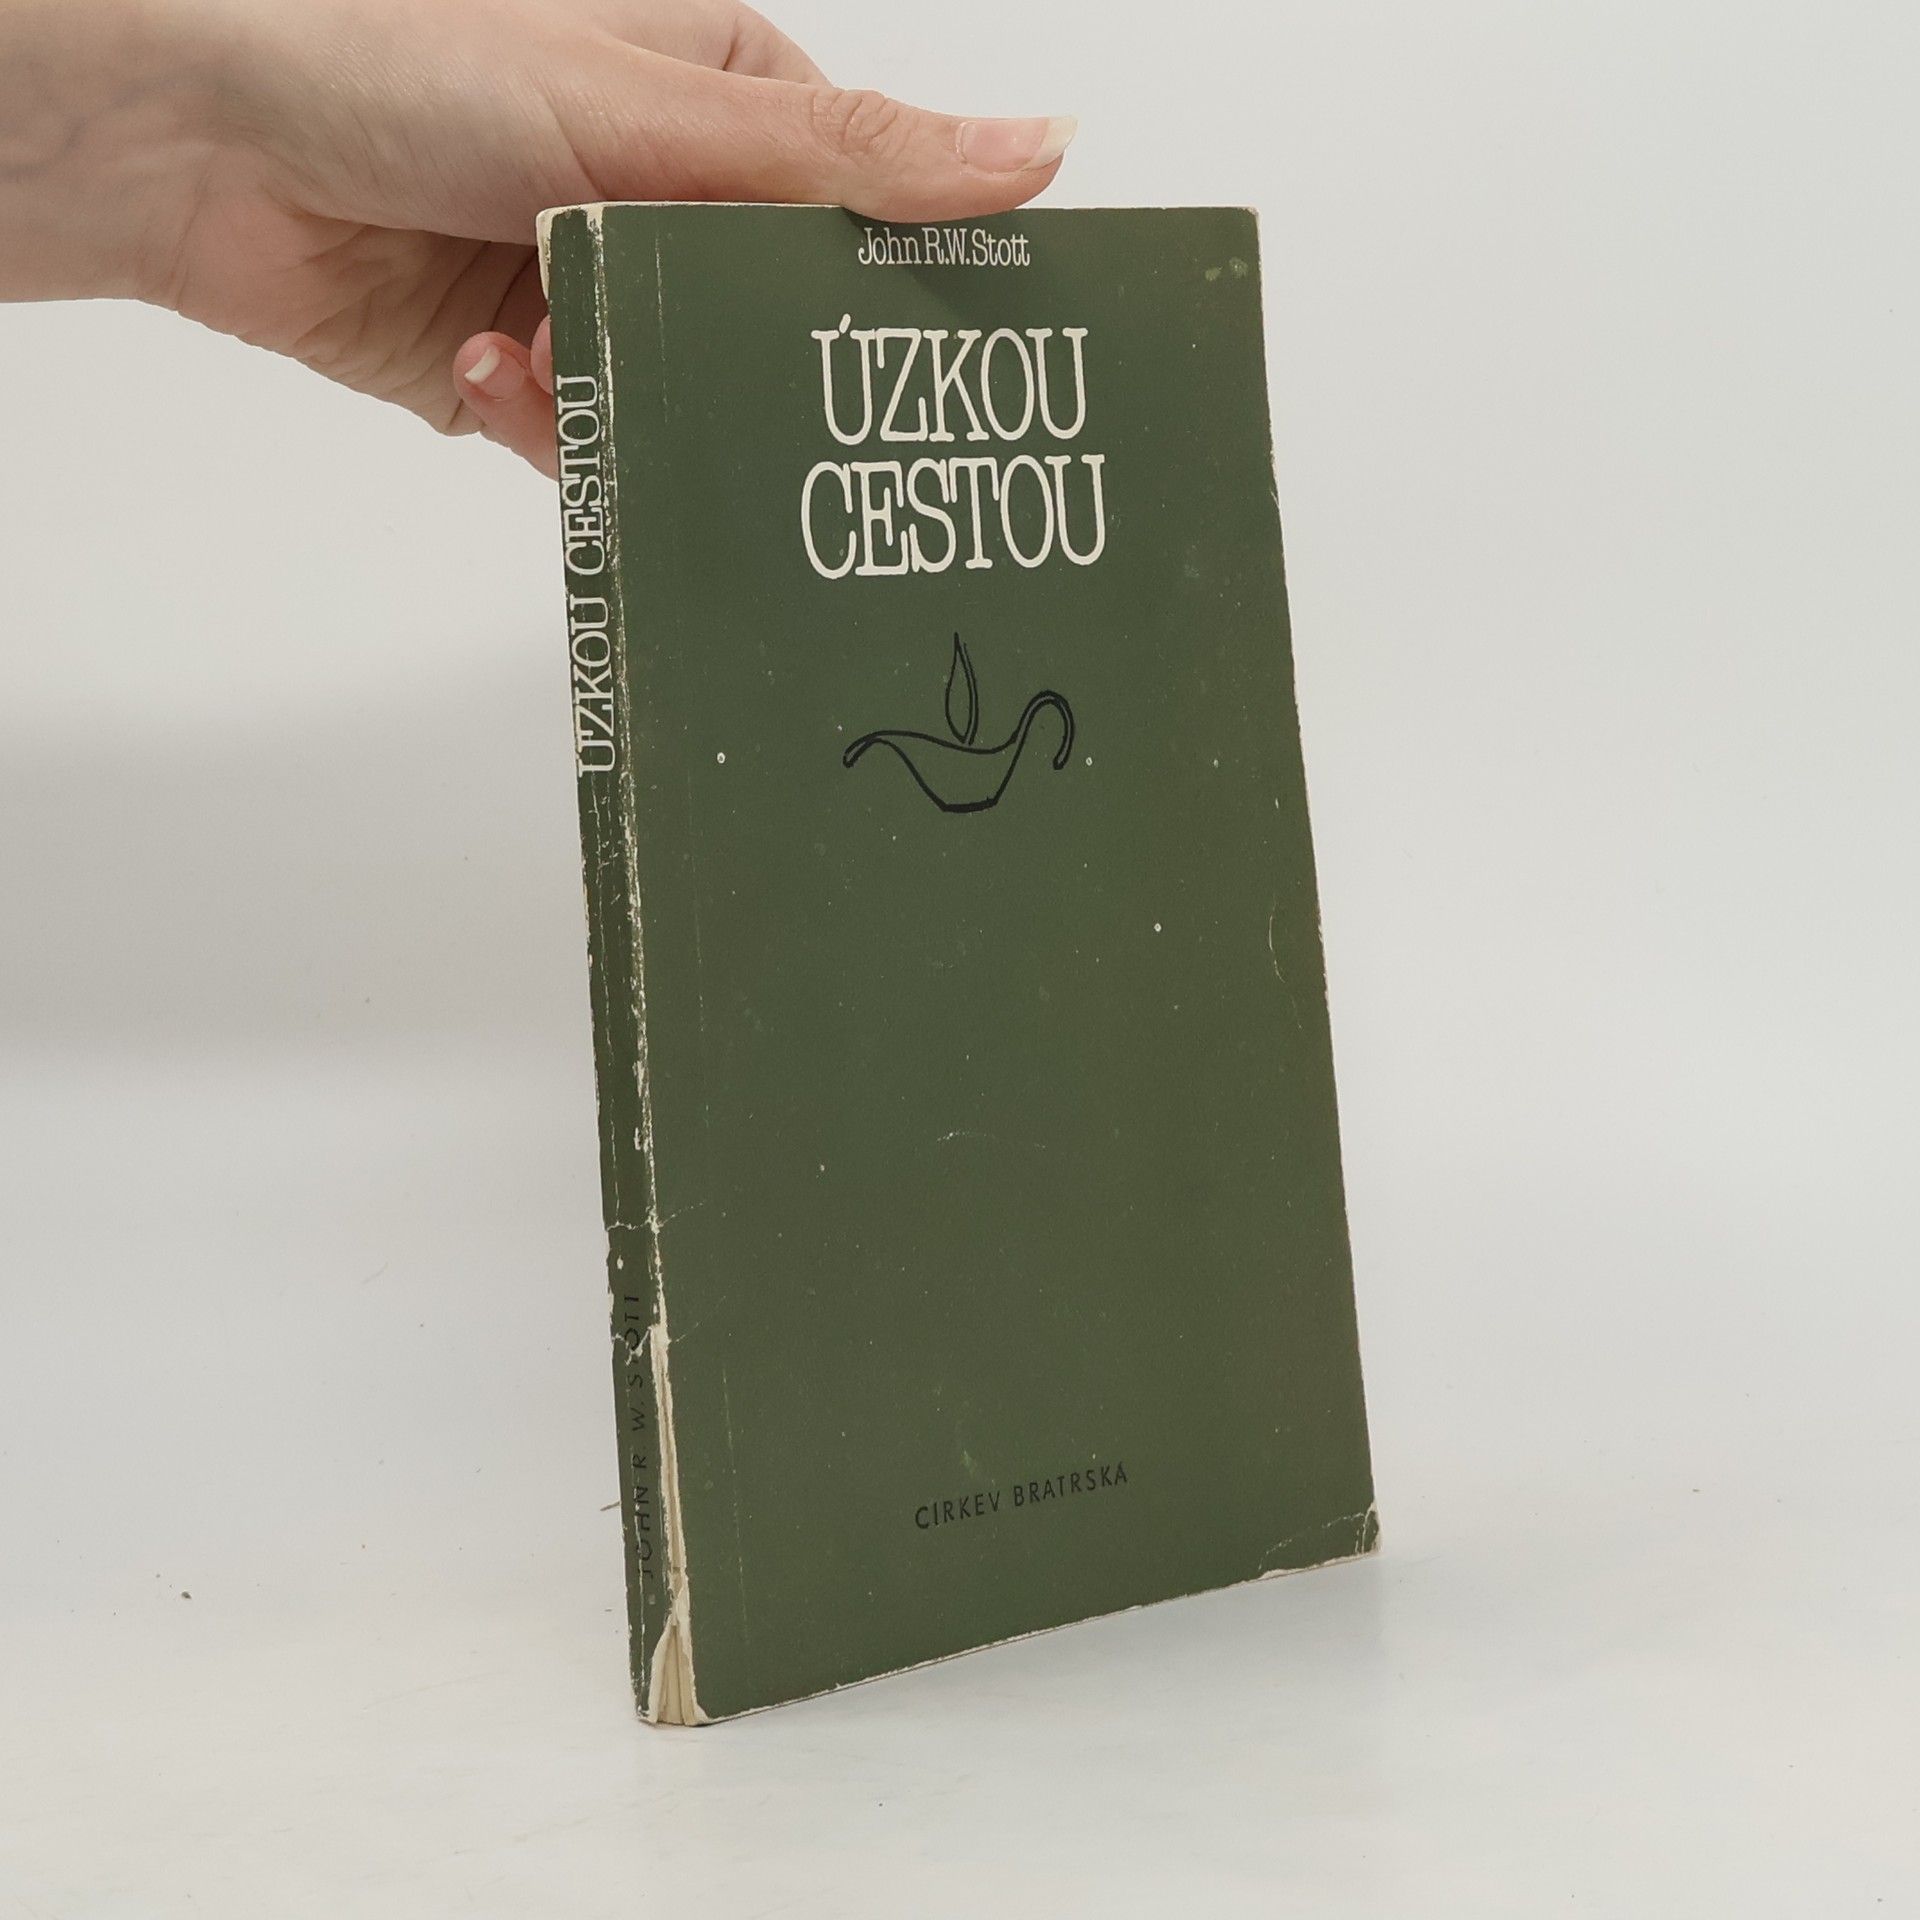 John R.W. Stott
ÚZKOU
CESTOU
CÍRKEV BRATRSKÁ
ÚZKOU CESTOU
JOHN R W. STOTT